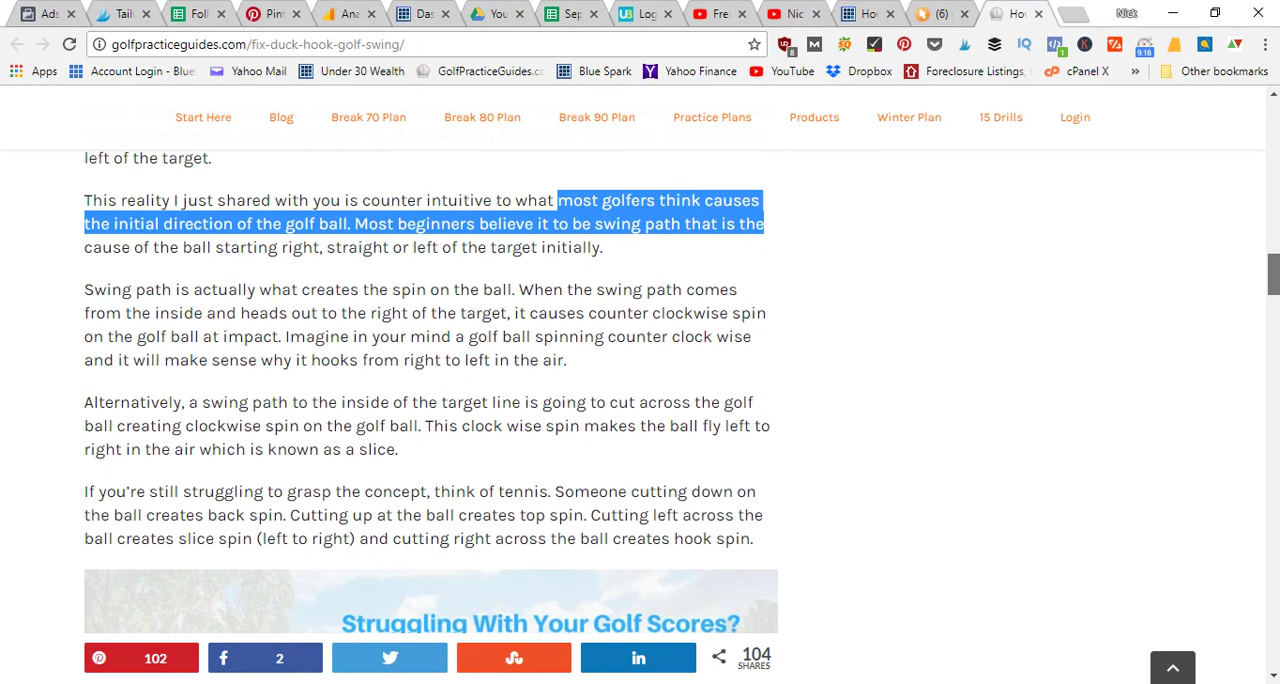 Ads
Tail
Foll
Pin
Ana
Das
You
Sep
Log
Fre
Nic
How
(6)
Hov
Nick
golfpracticeguides.com/fix-duck-hook-golf-swing/
8
1
9.18
Apps
Account Login - Blue
Yahoo Mail
Under 30 Wealth
GolfPracticeGuides.c
Blue Spark
Yahoo Finance
YouTube
Dropbox
Foreclosure Listings,
cPanel X
»
Other bookmarks
Start Here
Blog
Break 70 Plan
Break 80 Plan
Break 90 Plan
Practice Plans
Products
Winter Plan
15 Drills
Login
left of the target.
This reality I just shared with you is counter intuitive to what most golfers think causes
the initial direction of the golf ball. Most beginners believe it to be swing path that is the
cause of the ball starting right, straight or left of the target initially.
Swing path is actually what creates the spin on the ball. When the swing path comes
from the inside and heads out to the right of the target, it causes counter clockwise spin
on the golf ball at impact. Imagine in your mind a golf ball spinning counter clock wise
and it will make sense why it hooks from right to left in the air.
Alternatively, a swing path to the inside of the target line is going to cut across the golf
ball creating clockwise spin on the golf ball. This clock wise spin makes the ball fly left to
right in the air which is known as a slice.
If you’re still struggling to grasp the concept, think of tennis. Someone cutting down on
the ball creates back spin. Cutting up at the ball creates top spin. Cutting left across the
ball creates slice spin (left to right) and cutting right across the ball creates hook spin.
Struggling With Your Golf Scores?
102
2
104
SHARES